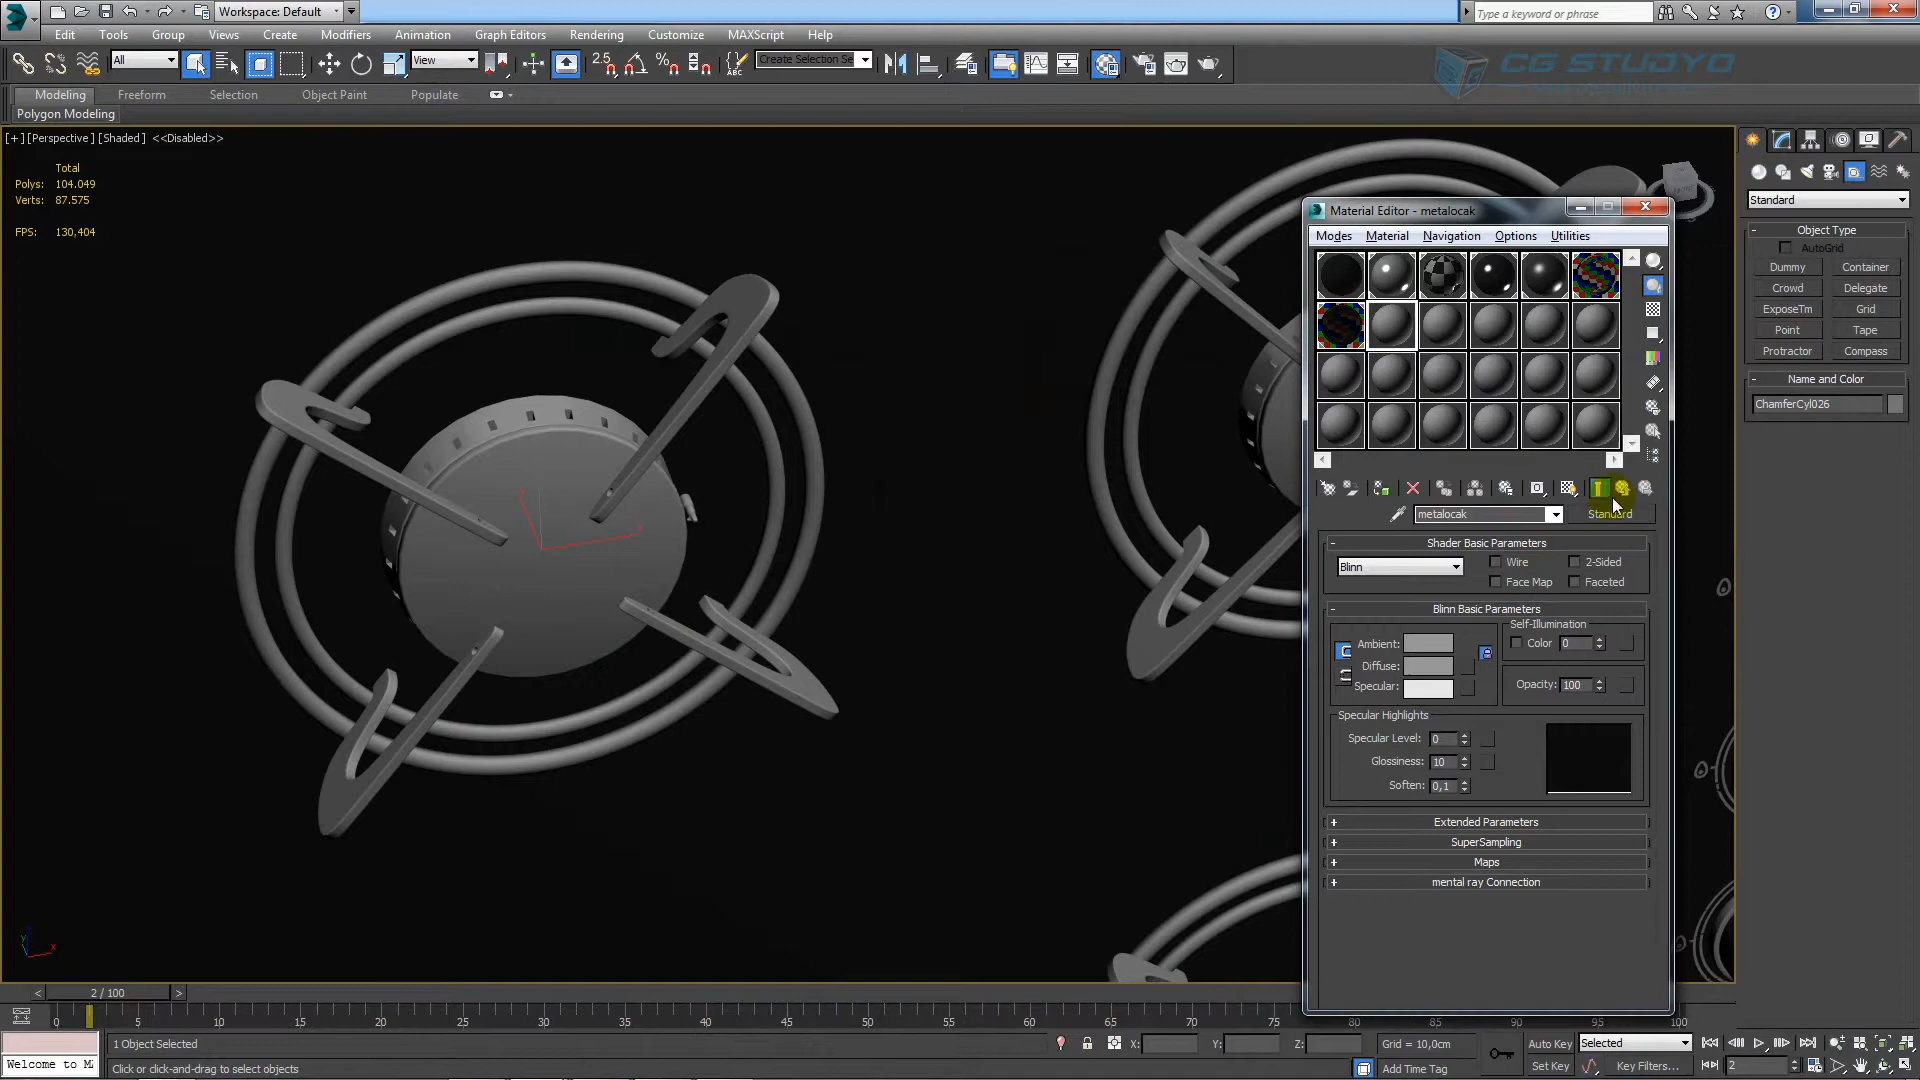 Workspace: Default
Type a keyword or phrase
Edit Tools Group Views Create Modifiers Animation Graph Editors Rendering Customize MAXScript Help
All
View
2.5
Create Selection Se
CG STUDYO
Modeling Freeform Selection Object Paint Populate
Polygon Modeling
[+] [Perspective] [Shaded] <<Disabled>>
Total
Polys: 104.049
Verts: 87.575
FPS: 130,404
Standard
Object Type
AutoGrid
Dummy Container
Crowd Delegate
ExposeTm Grid
Point Tape
Protractor Compass
Name and Color
ChamferCyl026
Material Editor - metalocak
Modes Material Navigation Options Utilities
metalocak
Standard
Shader Basic Parameters
Blinn
Wire 2-Sided
Face Map Faceted
Blinn Basic Parameters
Self-Illumination
Ambient:
Color 0
Diffuse:
Specular:
Opacity: 100
Specular Highlights
Specular Level: 0
Glossiness: 10
Soften: 0,1
Extended Parameters
SuperSampling
Maps
mental ray Connection
2 / 100
0 5 10 15 20 25 30 35 40 45 50 55 60 65 70 75 80 85 90 95 100
1 Object Selected
X: Y: Z:
Grid = 10,0cm
Auto Key
Selected
Welcome to M
Click or click-and-drag to select objects
Add Time Tag
Set Key
Key Filters...
2